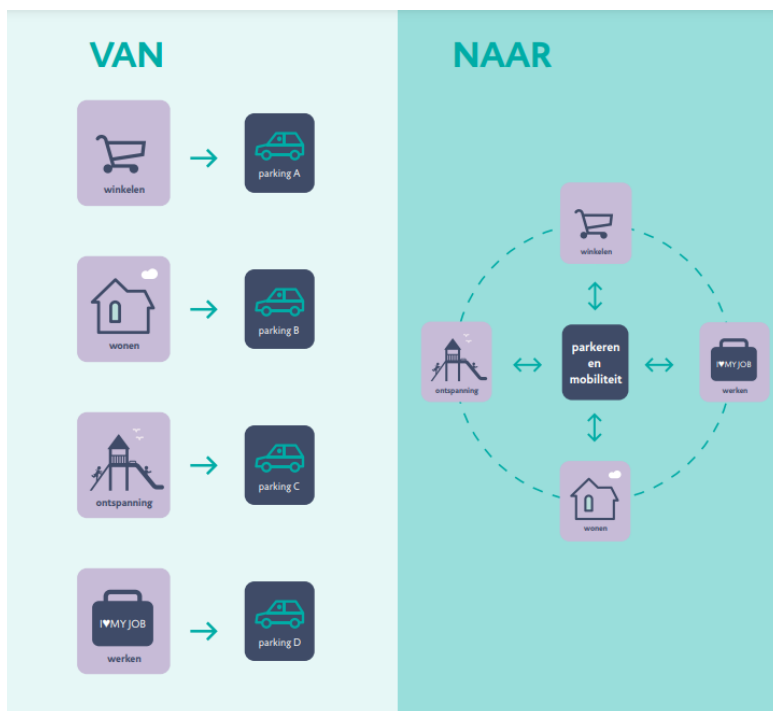 VAN
winkelen
parking A
wonen
parking B
ontspanning
parking C
I♥MY JOB
werken
parking D
NAAR
winkelen
ontspanning
parkeren
en
mobiliteit
I♥MY JOB
werken
wonen